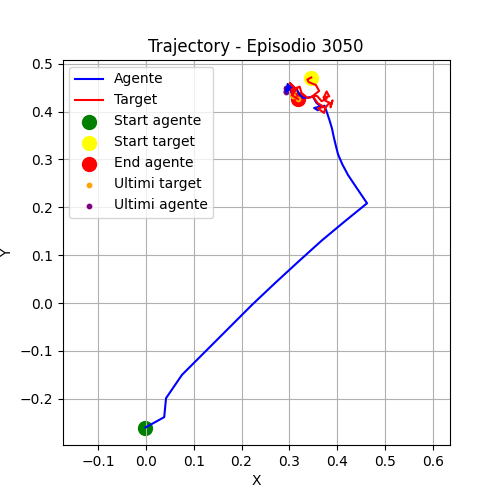 Trajectory - Episodio 3050
Agente
Target
Start agente
Start target
End agente
Ultimi target
Ultimi agente
0.5
0.4
0.3
0.2
0.1
0.0
−0.1
−0.2
Y
−0.1
0.0
0.1
0.2
0.3
0.4
0.5
0.6
X